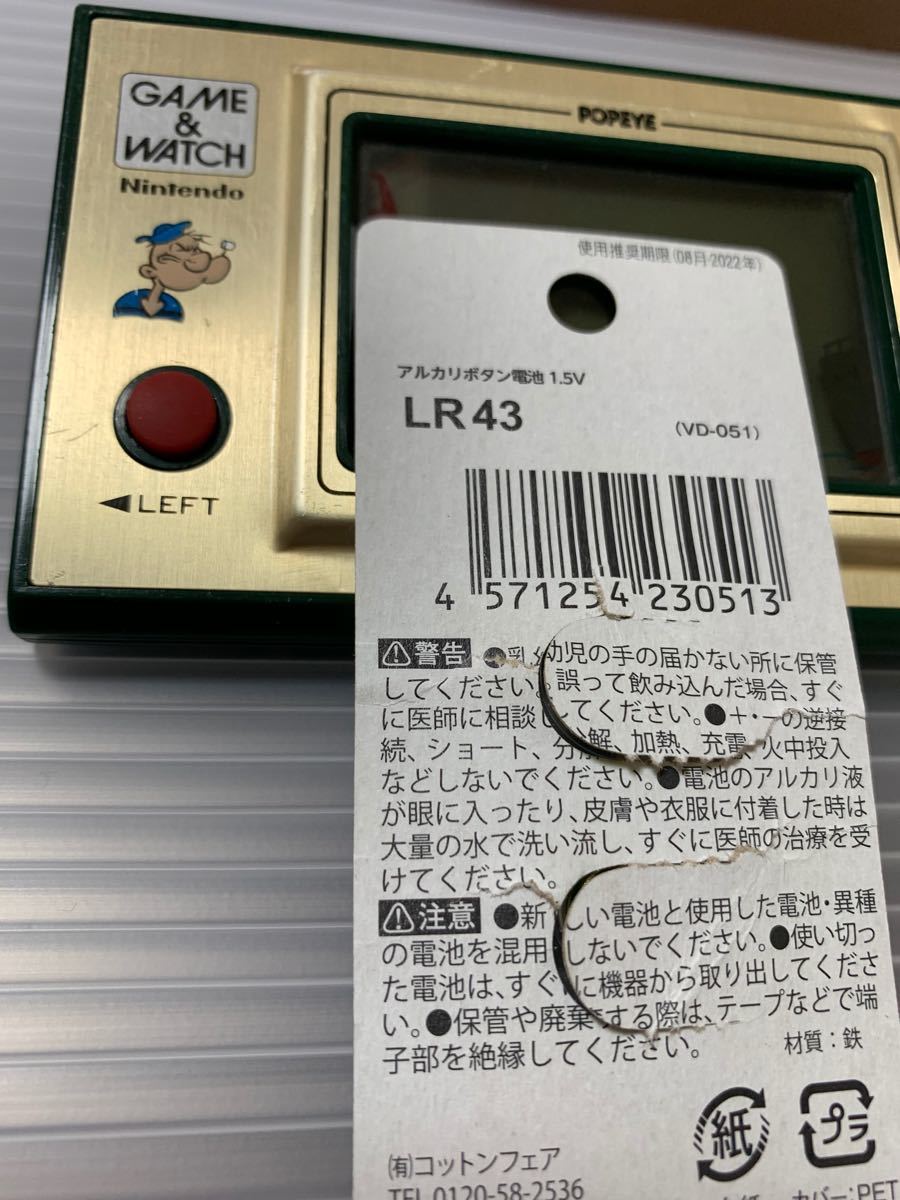 GAME
&
WATCH
Nintendo
POPEYE
◀LEFT
使用推奨期限(08月-2022年)
アルカリボタン電池 1.5V
LR43
(VD-051)
4 571254 230513
警告 ●乳幼児の手の届かない所に保管
してください。誤って飲み込んだ場合、すぐ
に医師に相談してください。●+・-の逆接
続、ショート、分解、加熱、充電、火中投入
などしないでください。●電池のアルカリ液
が眼に入ったり、皮膚や衣服に付着した時は
大量の水で洗い流し、すぐに医師の治療を受
けてください。
注意 ●新しい電池と使用した電池・異種
の電池を混用しないでください。●使い切っ
た電池は、すぐに機器から取り出してくださ
い。●保管や廃棄する際は、テープなどで端
子部を絶縁してください。
材質:鉄
紙
プラ
(有)コットンフェア
カバー:PET
TEL0120-58-2536